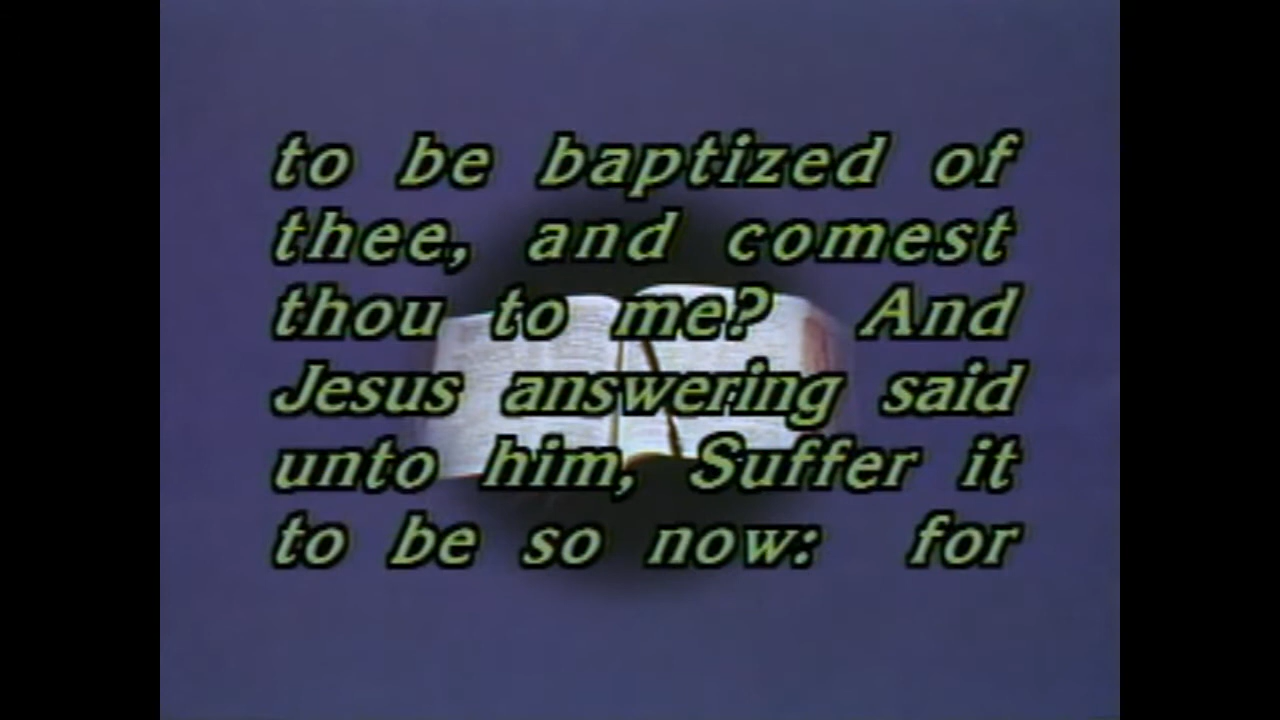 to be baptized of
thee, and comest
thou to me? And
Jesus answering said
unto him, Suffer it
to be so now: for